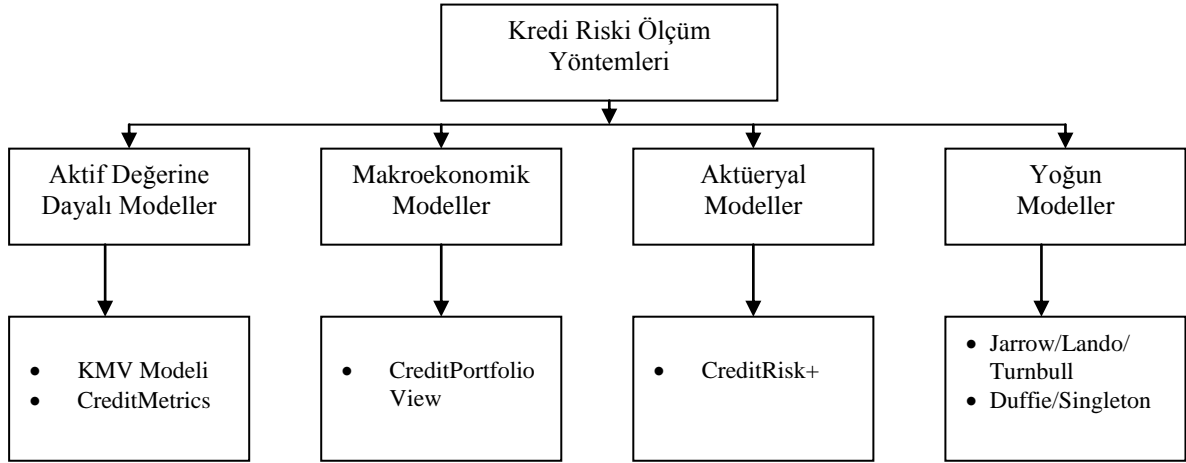 Kredi Riski Ölçüm
Yöntemleri
Aktif Değerine
Dayalı Modeller
Makroekonomik
Modeller
Aktüeryal
Modeller
Yoğun
Modeller
• KMV Modeli
• CreditMetrics
• CreditPortfolio
View
• CreditRisk+
• Jarrow/Lando/
Turnbull
• Duffie/Singleton